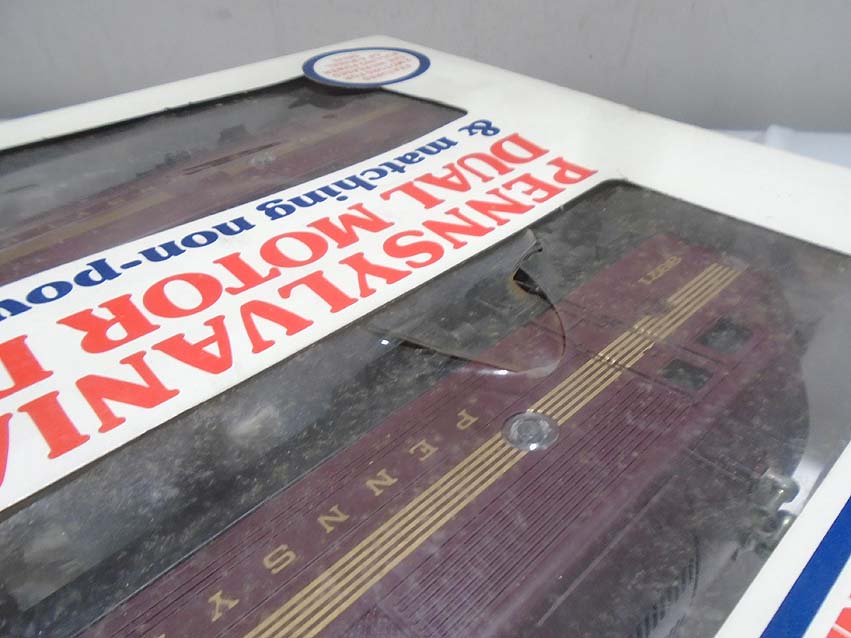 PENNSYLVANIA
DUAL MOTOR
& matching non-pow
PENNSY